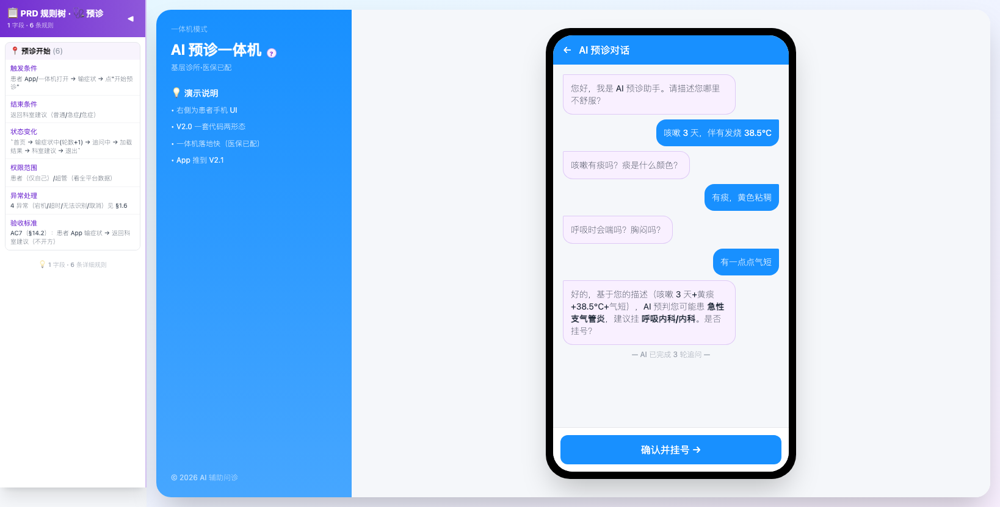 📋 PRD 规则树 · 🩺 预诊
1 字段 · 6 条规则
◀
📍 预诊开始 (6)
触发条件
患者 App/一体机打开 → 输症状 → 点"开始预
诊"
结束条件
返回科室建议（普通/急症/危症）
状态变化
`首页 → 输症状中(轮数+1) → 追问中 → 加载
结果 → 科室建议 → 退出`
权限范围
患者（仅自己）/超管（看全平台数据）
异常处理
4 异常（宕机/超时/无法识别/取消）见 §1.6
验收标准
AC7（§14.2）：患者 App 输症状 → 返回科
室建议（不开方）
💡 1 字段 · 6 条详细规则
一体机模式
AI 预诊一体机 ?
基层诊所·医保已配
💡 演示说明
• 右侧为患者手机 UI
• V2.0 一套代码两形态
• 一体机落地快（医保已配）
• App 推到 V2.1
© 2026 AI 辅助问诊
← AI 预诊对话
您好，我是 AI 预诊助手。请描述您哪里
不舒服？
咳嗽 3 天，伴有发烧 38.5°C
咳嗽有痰吗？痰是什么颜色？
有痰，黄色粘稠
呼吸时会喘吗？胸闷吗？
有一点点气短
好的，基于您的描述（咳嗽 3 天+黄痰
+38.5°C+气短），AI 预判您可能患 急性
支气管炎，建议挂 呼吸内科/内科。是否
挂号？
— AI 已完成 3 轮追问 —
确认并挂号 →